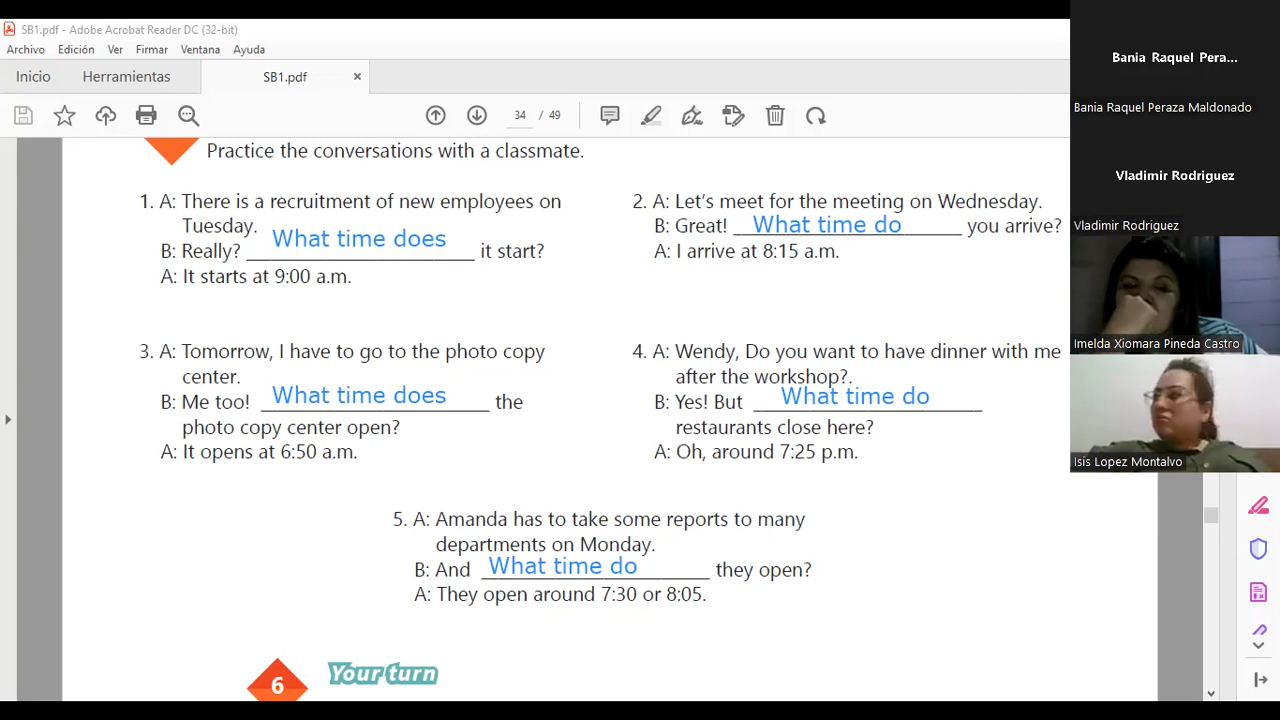 SB1.pdf - Adobe Acrobat Reader DC (32-bit)
Archivo Edición Ver Firmar Ventana Ayuda
Inicio Herramientas SB1.pdf ×
34 / 49
Practice the conversations with a classmate.
1. A: There is a recruitment of new employees on
Tuesday.
B: Really? What time does it start?
A: It starts at 9:00 a.m.
2. A: Let’s meet for the meeting on Wednesday.
B: Great! What time do you arrive?
A: I arrive at 8:15 a.m.
3. A: Tomorrow, I have to go to the photo copy
center.
B: Me too! What time does the
photo copy center open?
A: It opens at 6:50 a.m.
4. A: Wendy, Do you want to have dinner with me
after the workshop?.
B: Yes! But What time do
restaurants close here?
A: Oh, around 7:25 p.m.
5. A: Amanda has to take some reports to many
departments on Monday.
B: And What time do they open?
A: They open around 7:30 or 8:05.
6 Your turn
Bania Raquel Pera...
Bania Raquel Peraza Maldonado
Vladimir Rodriguez
Vladimir Rodriguez
Imelda Xiomara Pineda Castro
Isis Lopez Montalvo